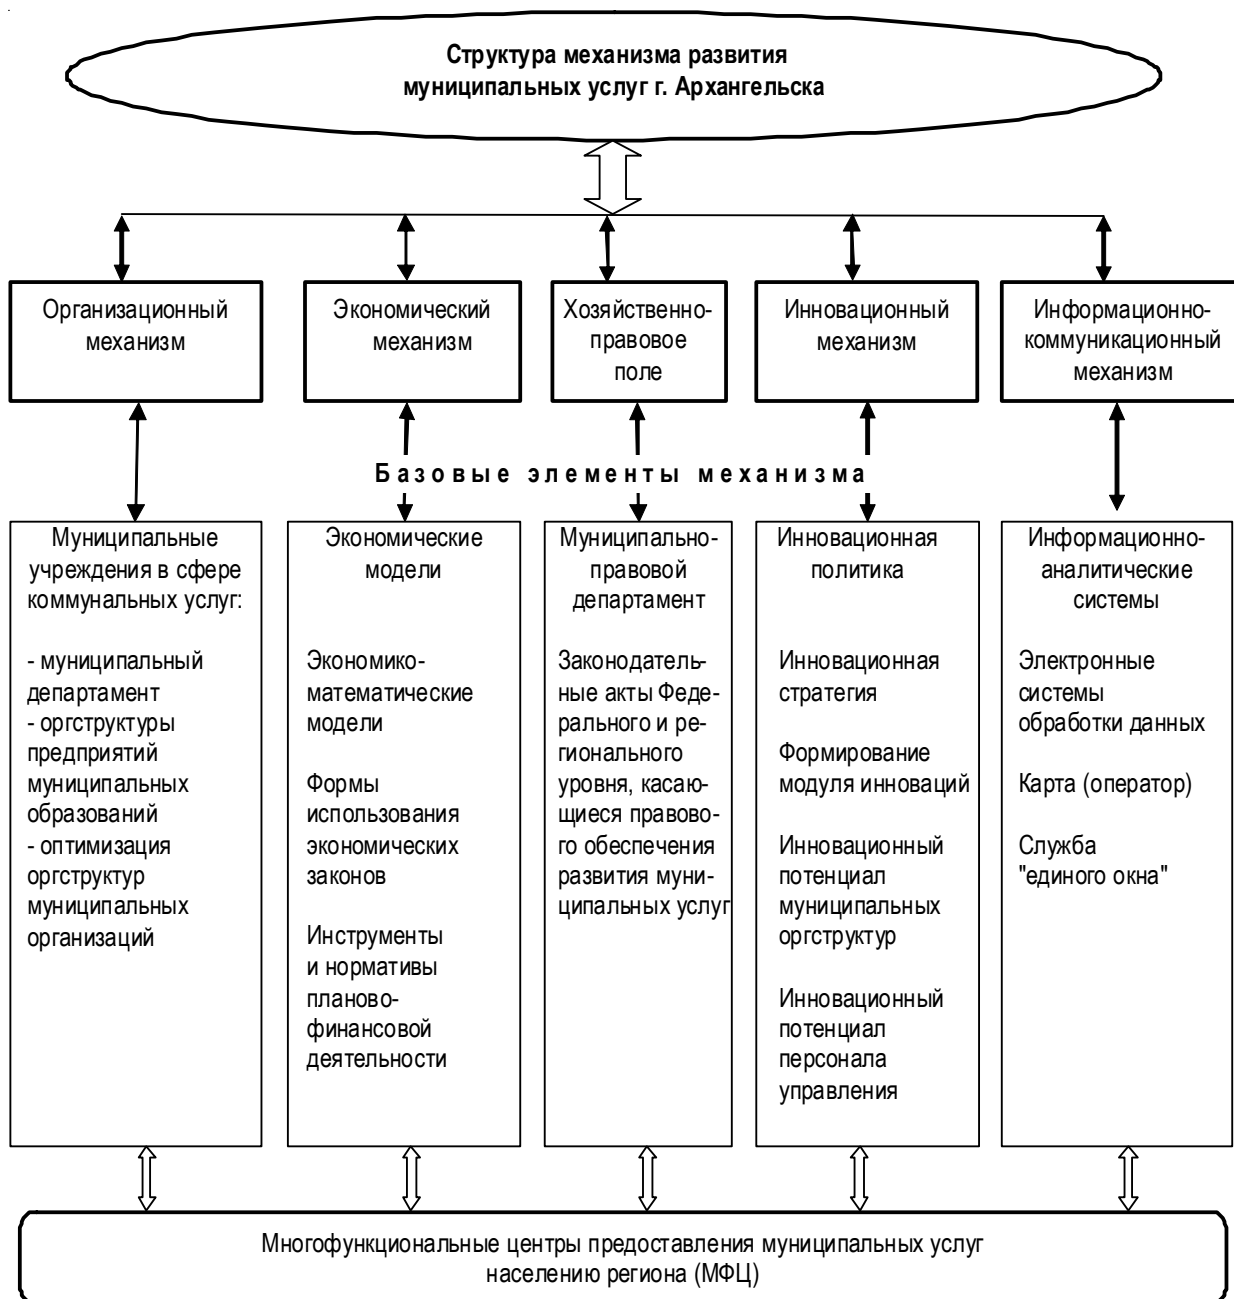 Структура механизма развития
муниципальных услуг г. Архангельска
Организационный
механизм
Экономический
механизм
Хозяйственно-
правовое
поле
Инновационный
механизм
Информационно-
коммуникационный
механизм
Базовые элементы механизма
Муниципальные
учреждения в сфере
коммунальных услуг:
- муниципальный
департамент
- оргструктуры
предприятий
муниципальных
образований
- оптимизация
оргструктур
муниципальных
организаций
Экономические
модели
Экономико-
математические
модели
Формы
использования
экономических
законов
Инструменты
и нормативы
планово-
финансовой
деятельности
Муниципально-
правовой
департамент
Законодатель-
ные акты Феде-
рального и ре-
гионального
уровня, касаю-
щиеся правово-
го обеспечения
развития муни-
ципальных услуг
Инновационная
политика
Инновационная
стратегия
Формирование
модуля инноваций
Инновационный
потенциал
муниципальных
оргструктур
Инновационный
потенциал
персонала
управления
Информационно-
аналитические
системы
Электронные
системы
обработки данных
Карта (оператор)
Служба
"единого окна"
Многофункциональные центры предоставления муниципальных услуг
населению региона (МФЦ)